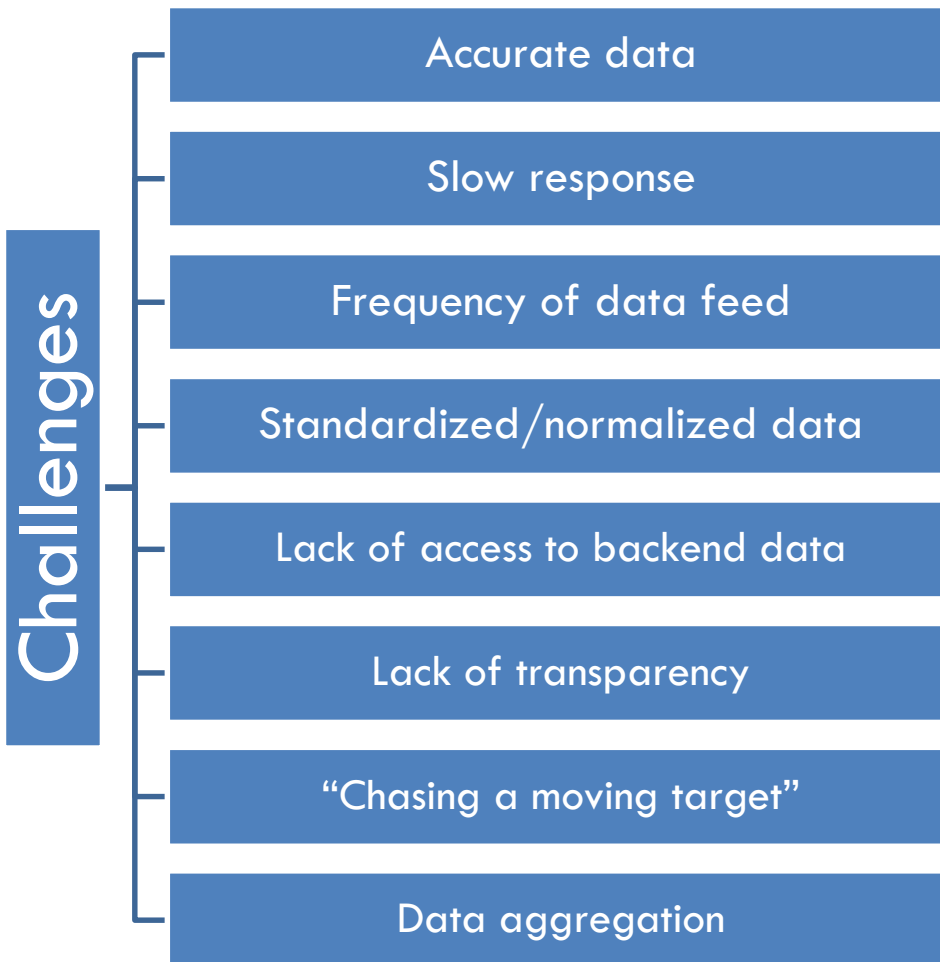 Challenges
Accurate data
Slow response
Frequency of data feed
Standardized/normalized data
Lack of access to backend data
Lack of transparency
“Chasing a moving target”
Data aggregation